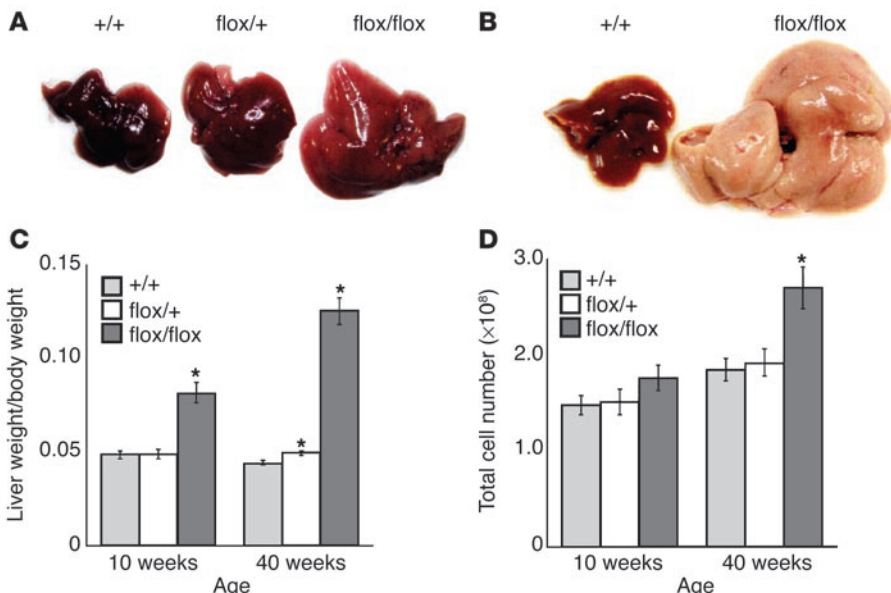 A
+/+ flox/+ flox/flox
B
+/+ flox/flox
C
Liver weight/body weight
0.15
0.10
0.05
0
+/+
flox/+
flox/flox
*
*
*
10 weeks 40 weeks
Age
D
Total cell number (×10⁸)
3.0
2.0
1.0
0
+/+
flox/+
flox/flox
*
10 weeks 40 weeks
Age